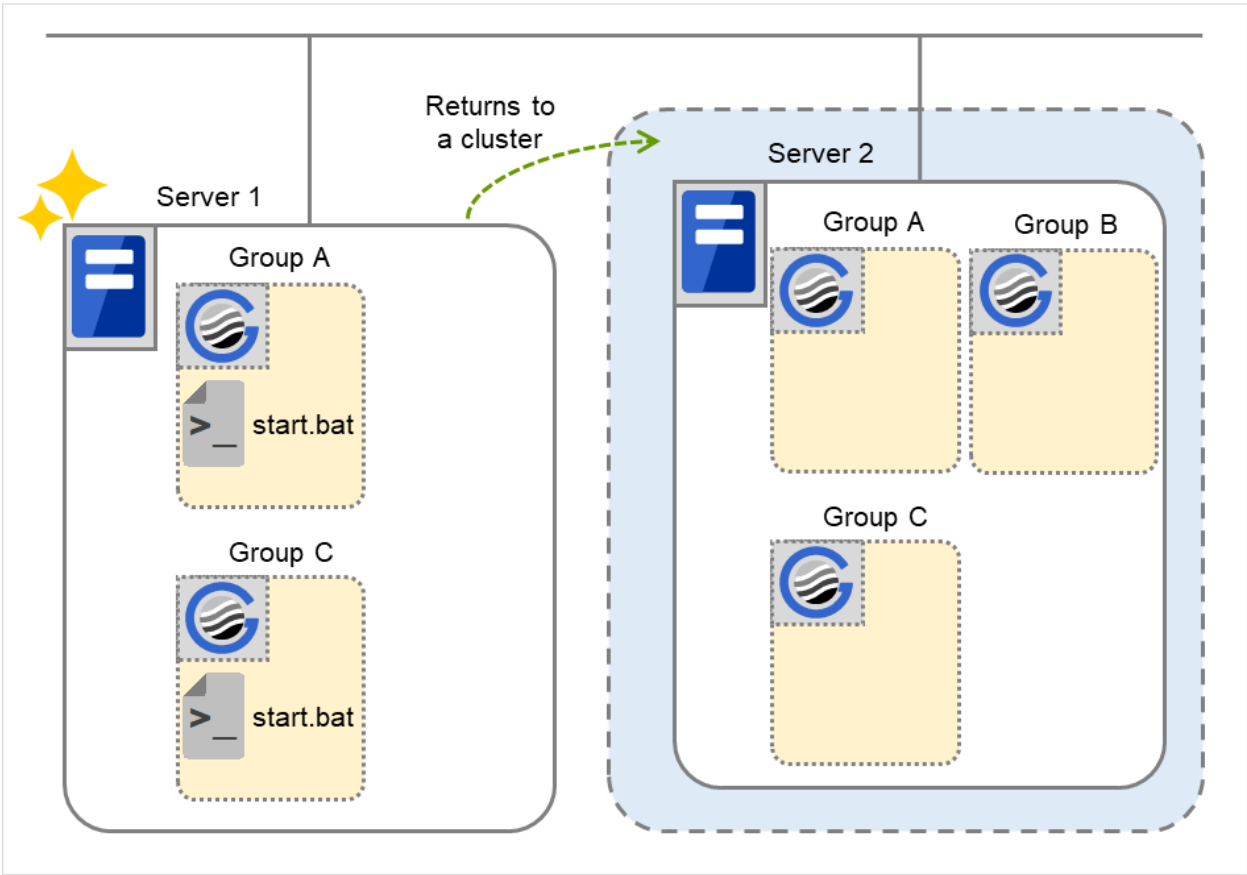 Returns to
a cluster
Server 1
Group A
start.bat
Group C
start.bat
Server 2
Group A
Group B
Group C